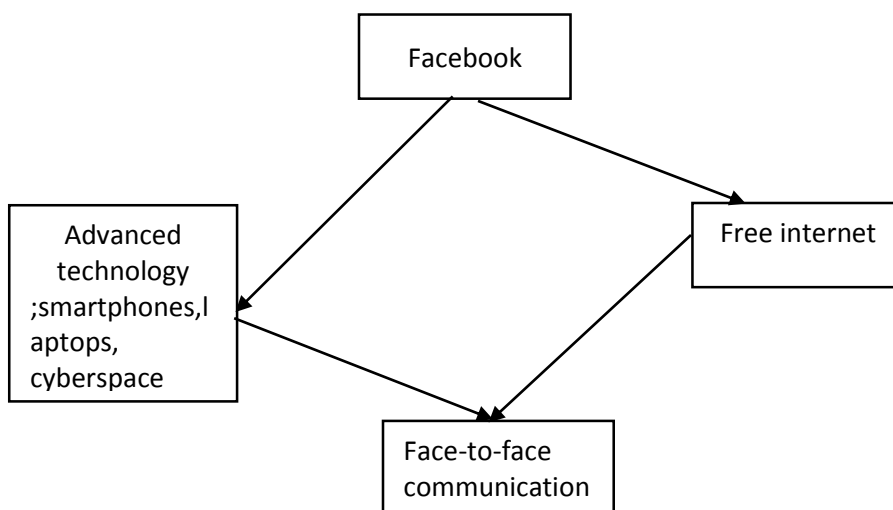 Facebook
Advanced
technology
;smartphones,l
aptops,
cyberspace
Free internet
Face-to-face
communication